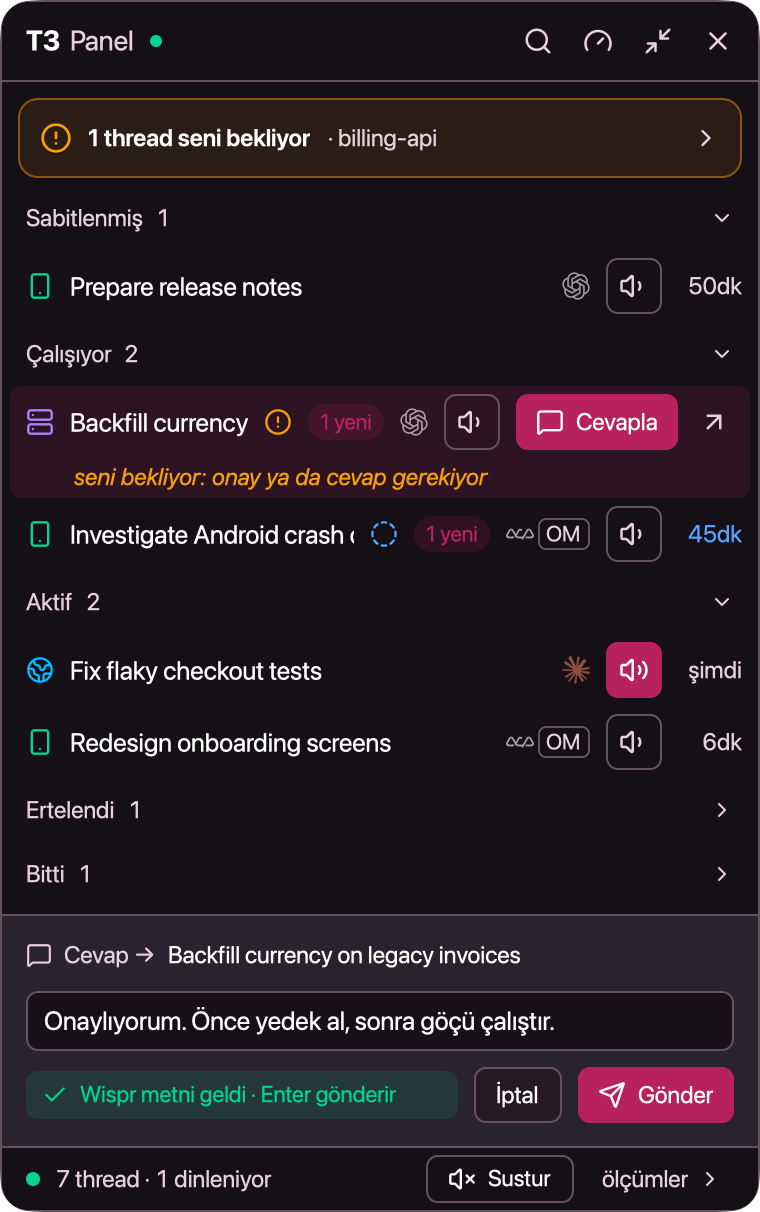 T3 Panel
1 thread seni bekliyor · billing-api
Sabitlenmiş 1
Prepare release notes 50dk
Çalışıyor 2
Backfill currency 1 yeni Cevapla
seni bekliyor: onay ya da cevap gerekiyor
Investigate Android crash 1 yeni OM 45dk
Aktif 2
Fix flaky checkout tests şimdi
Redesign onboarding screens OM 6dk
Ertelendi 1
Bitti 1
Cevap → Backfill currency on legacy invoices
Onaylıyorum. Önce yedek al, sonra göçü çalıştır.
Wispr metni geldi · Enter gönderir İptal Gönder
7 thread · 1 dinleniyor Sustur ölçümler